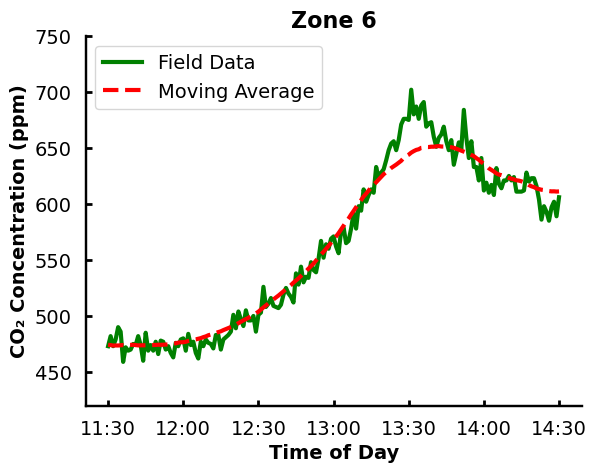 Zone 6
Field Data
Moving Average
CO₂ Concentration (ppm)
750
700
650
600
550
500
450
11:30 12:00 12:30 13:00 13:30 14:00 14:30
Time of Day